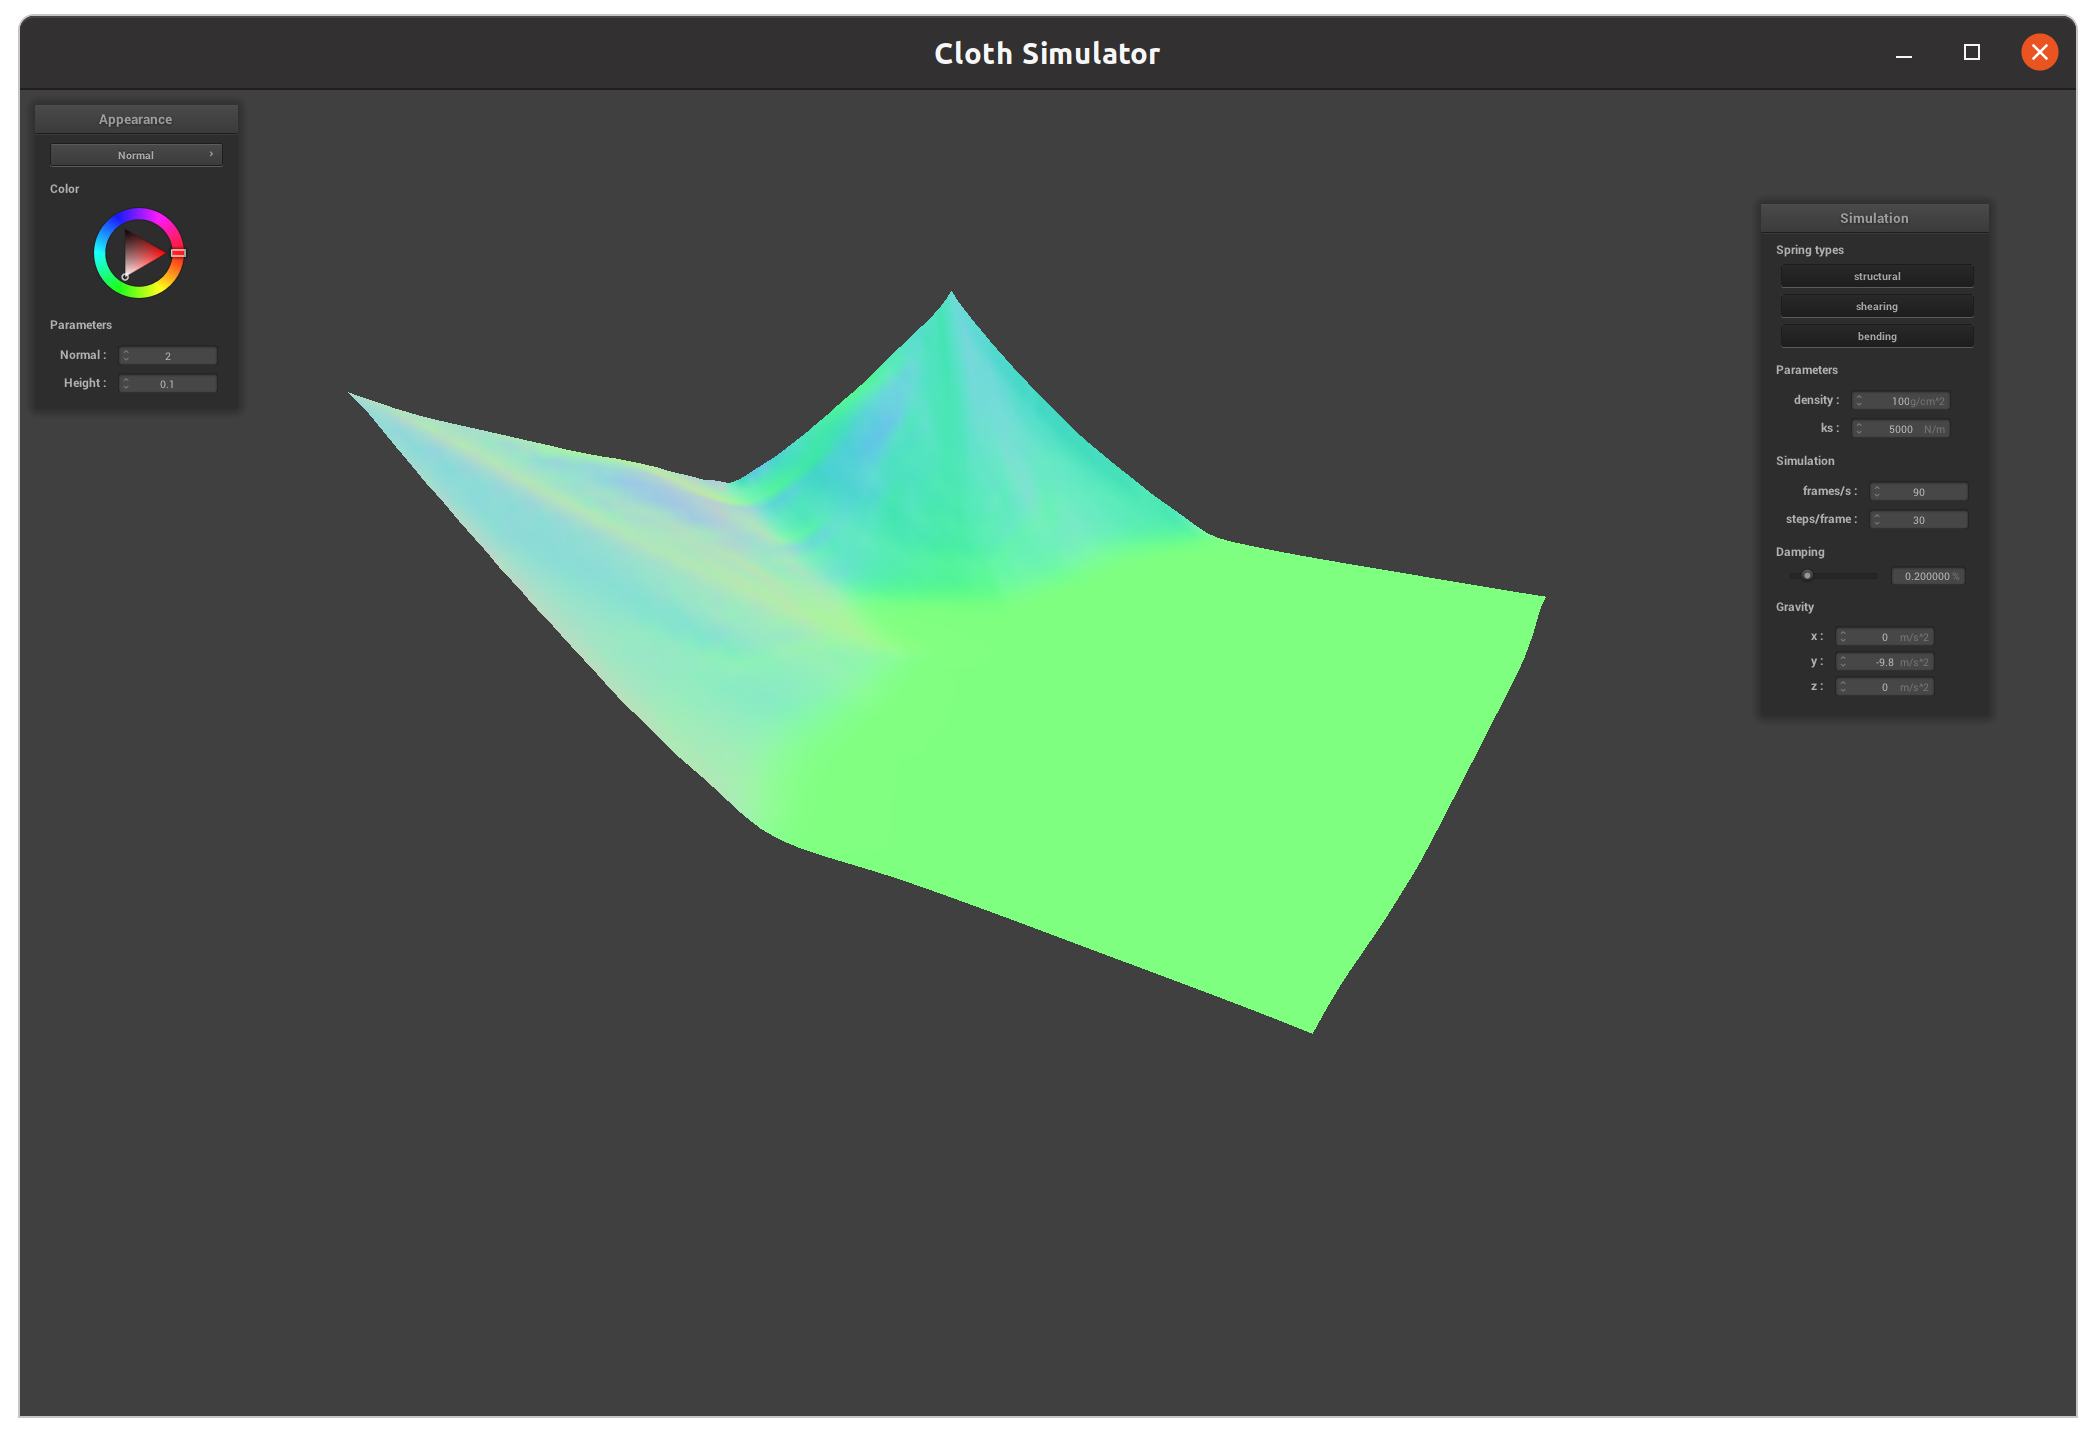 Cloth Simulator
Appearance
Normal
Color
Parameters
Normal : 2
Height : 0.1
Simulation
Spring types
structural
shearing
bending
Parameters
density : 100g/cm^2
ks : 5000 N/m
Simulation
frames/s : 90
steps/frame : 30
Damping
0.200000 %
Gravity
x : 0 m/s^2
y : -9.8 m/s^2
z : 0 m/s^2